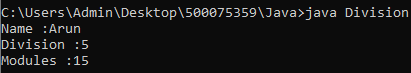 C:\Users\Admin\Desktop\500075359\Java>java Division
Name :Arun
Division :5
Modules :15